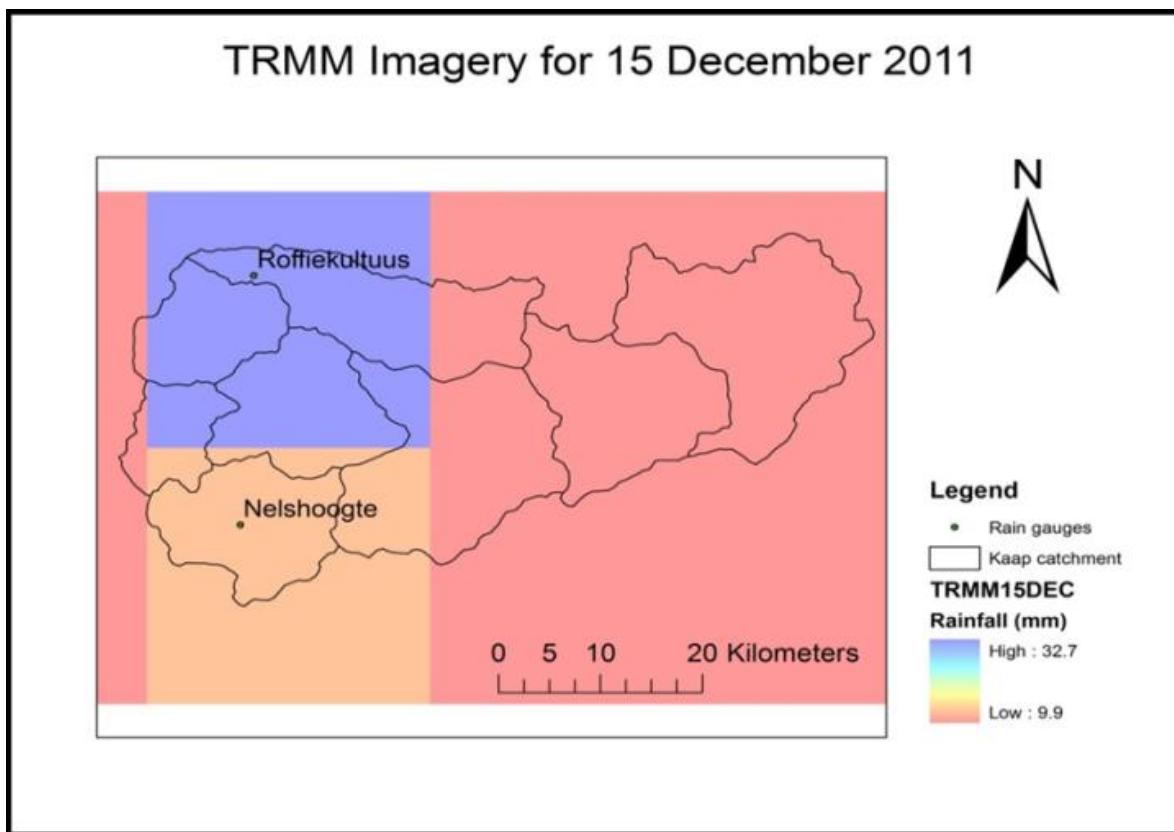 TRMM Imagery for 15 December 2011
N
Roffiekultuus
Nelshoogte
0 5 10 20 Kilometers
Legend
Rain gauges
Kaap catchment
TRMM15DEC
Rainfall (mm)
High : 32.7
Low : 9.9